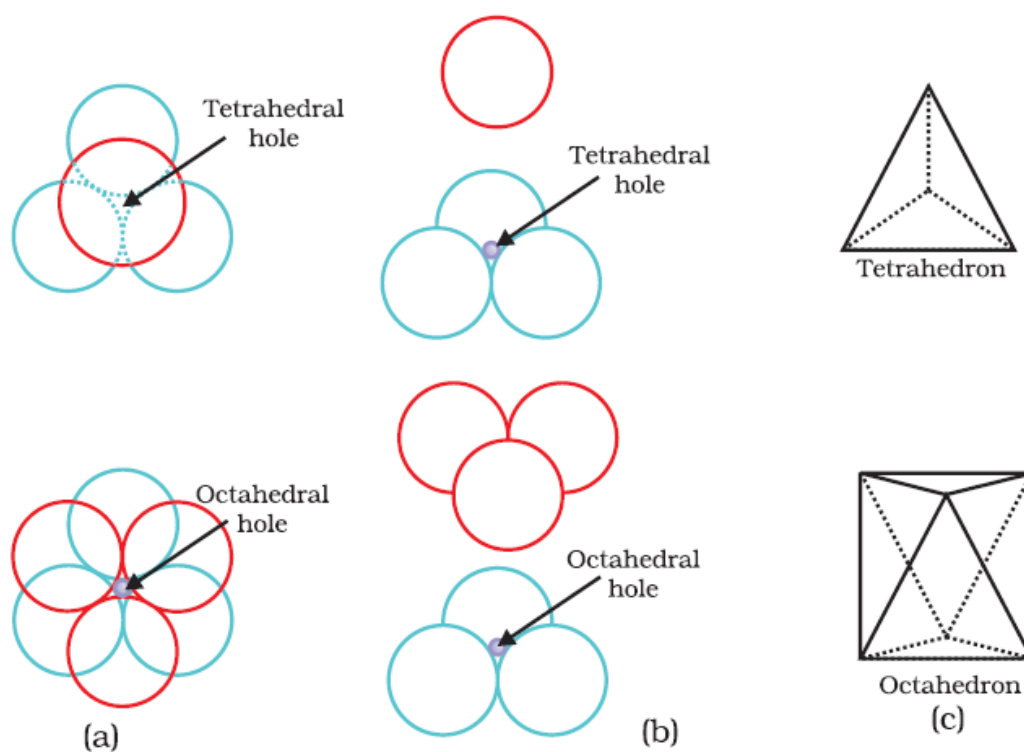 Tetrahedral
hole
Tetrahedral
hole
Tetrahedron
Octahedral
hole
Octahedral
hole
Octahedron
(a)
(b)
(c)